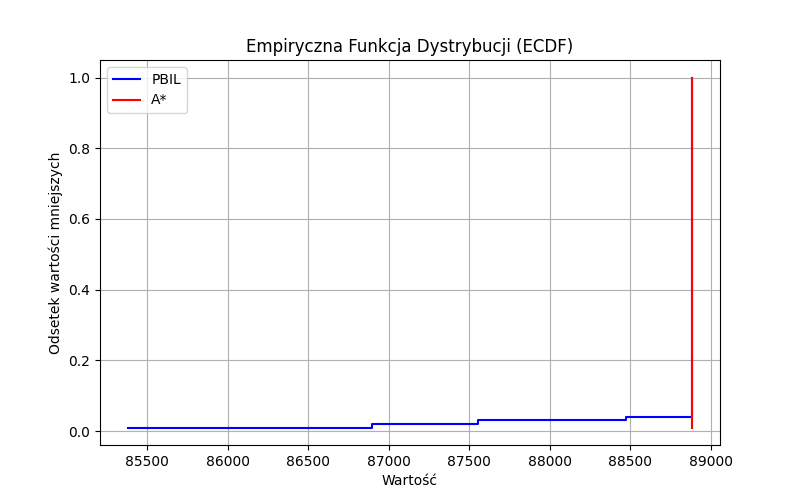 Empiryczna Funkcja Dystrybucji (ECDF)
PBIL
A*
Odsetek wartości mniejszych
1.0
0.8
0.6
0.4
0.2
0.0
85500 86000 86500 87000 87500 88000 88500 89000
Wartość